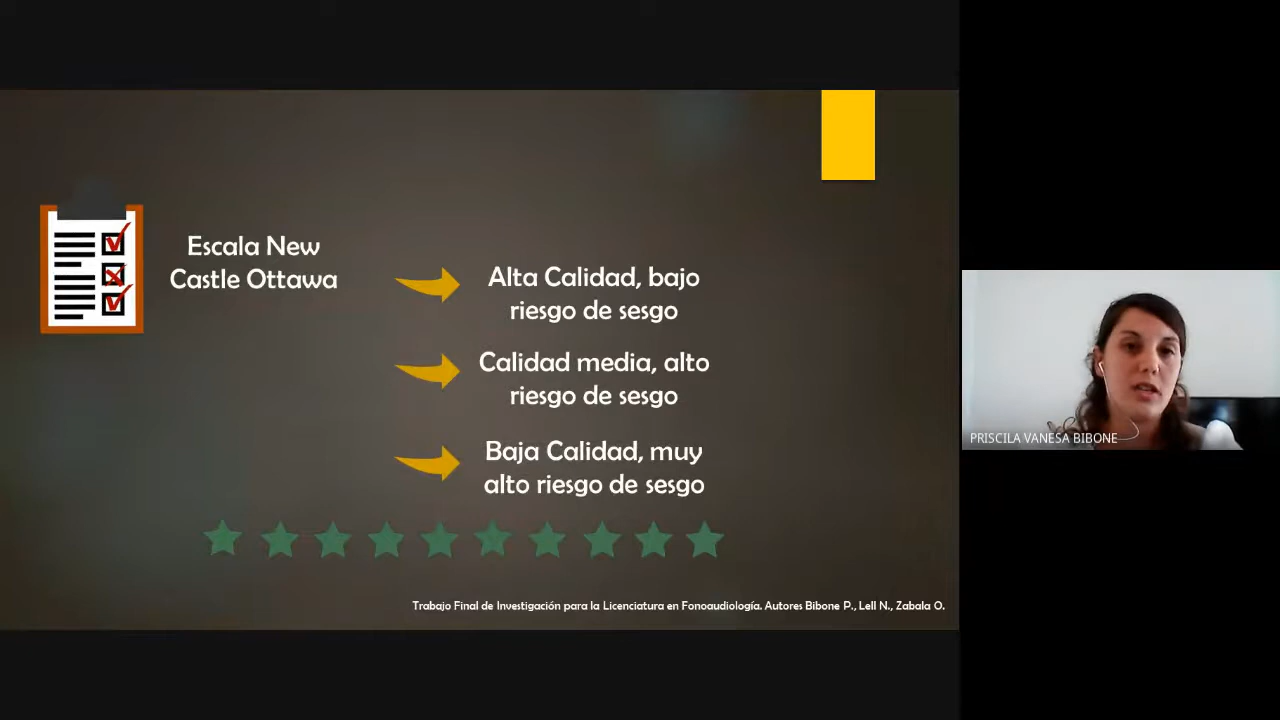 Escala New
Castle Ottawa
Alta Calidad, bajo
riesgo de sesgo
Calidad media, alto
riesgo de sesgo
Baja Calidad, muy
alto riesgo de sesgo
Trabajo Final de Investigación para la Licenciatura en Fonoaudiología. Autores Bibone P., Lell N., Zabala O.
PRISCILA VANESA BIBONE